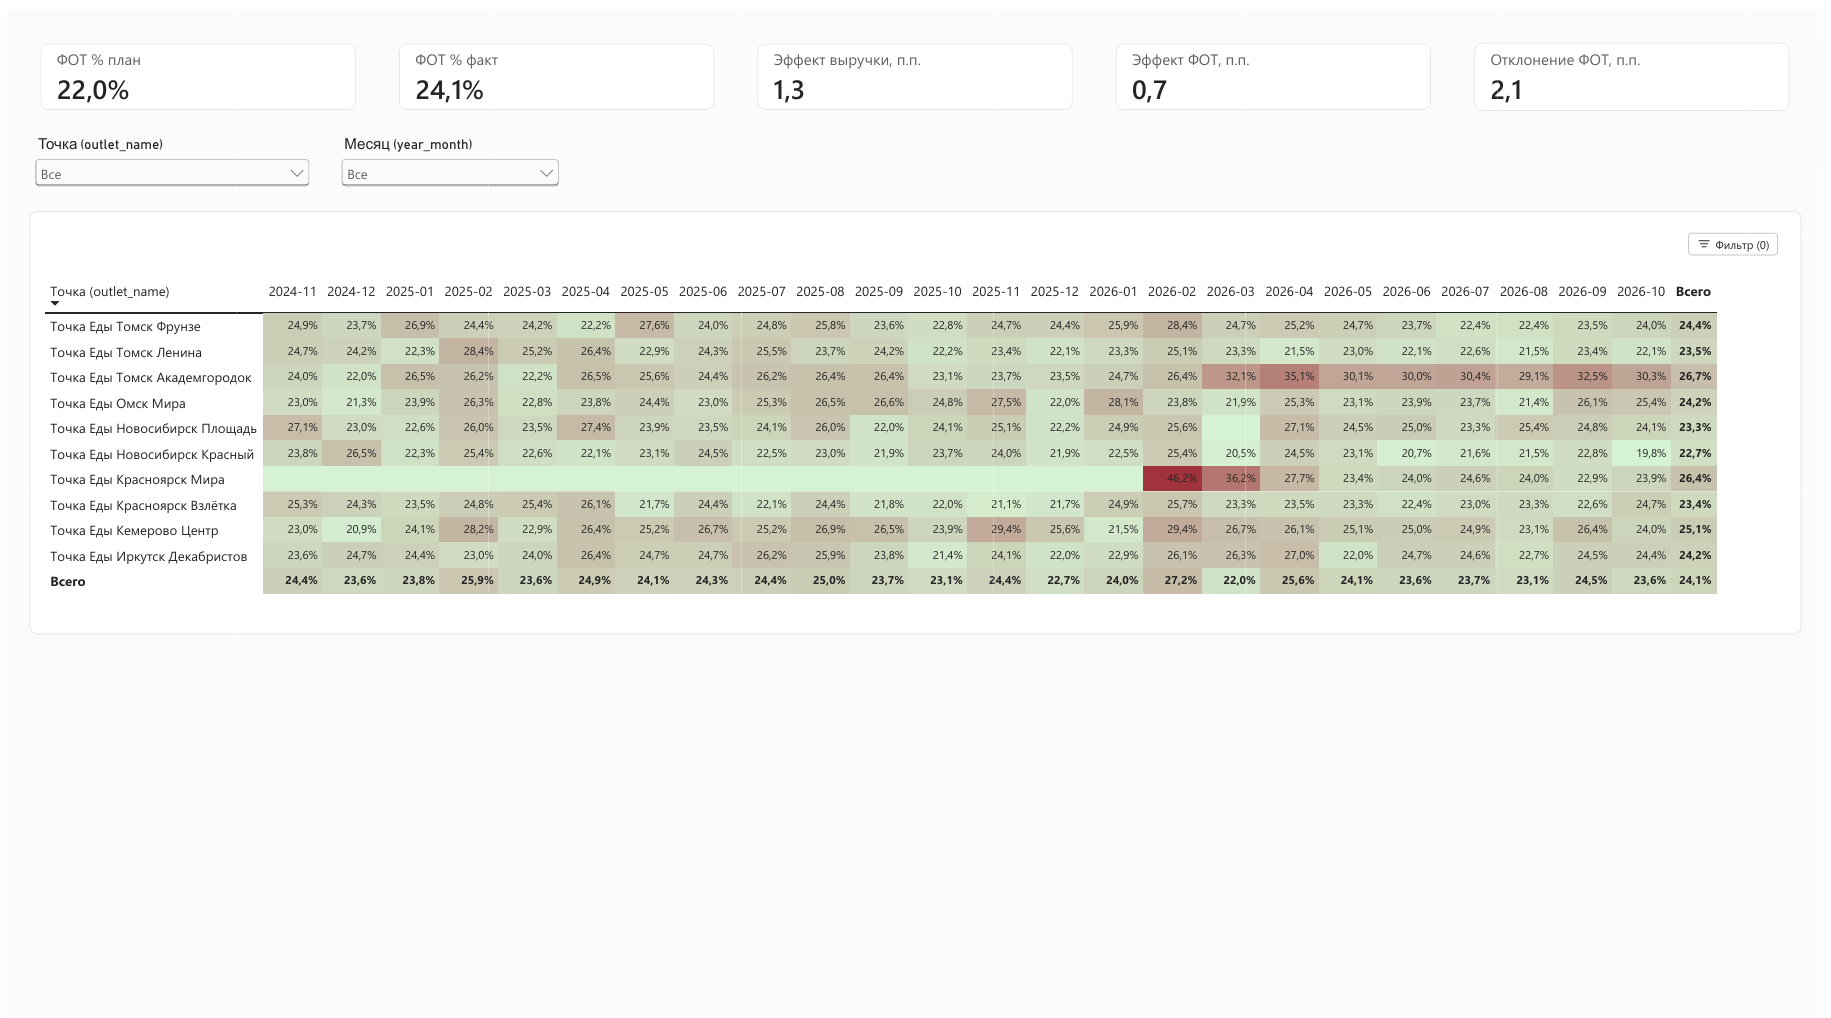 ФОТ % план
22,0%
ФОТ % факт
24,1%
Эффект выручки, п.п.
1,3
Эффект ФОТ, п.п.
0,7
Отклонение ФОТ, п.п.
2,1
Точка (outlet_name)
Все
Месяц (year_month)
Все
Фильтр (0)
Точка (outlet_name) 2024-11 2024-12 2025-01 2025-02 2025-03 2025-04 2025-05 2025-06 2025-07 2025-08 2025-09 2025-10 2025-11 2025-12 2026-01 2026-02 2026-03 2026-04 2026-05 2026-06 2026-07 2026-08 2026-09 2026-10 Всего
Точка Еды Томск Фрунзе 24,9% 23,7% 26,9% 24,4% 24,2% 22,2% 27,6% 24,0% 24,8% 25,8% 23,6% 22,8% 24,7% 24,4% 25,9% 28,4% 24,7% 25,2% 24,7% 23,7% 22,4% 22,4% 23,5% 24,0% 24,4%
Точка Еды Томск Ленина 24,7% 24,2% 22,3% 28,4% 25,2% 26,4% 22,9% 24,3% 25,5% 23,7% 24,2% 22,2% 23,4% 22,1% 23,3% 25,1% 23,3% 21,5% 23,0% 22,1% 22,6% 21,5% 23,4% 22,1% 23,5%
Точка Еды Томск Академгородок 24,0% 22,0% 26,5% 26,2% 22,2% 26,5% 25,6% 24,4% 26,2% 26,4% 26,4% 23,1% 23,7% 23,5% 24,7% 26,4% 32,1% 35,1% 30,1% 30,0% 30,4% 29,1% 32,5% 30,3% 26,7%
Точка Еды Омск Мира 23,0% 21,3% 23,9% 26,3% 22,8% 23,8% 24,4% 23,0% 25,3% 26,5% 26,6% 24,8% 27,5% 22,0% 28,1% 23,8% 21,9% 25,3% 23,1% 23,9% 23,7% 21,4% 26,1% 25,4% 24,2%
Точка Еды Новосибирск Площадь 27,1% 23,0% 22,6% 26,0% 23,5% 27,4% 23,9% 23,5% 24,1% 26,0% 22,0% 24,1% 25,1% 22,2% 24,9% 25,6% 27,1% 24,5% 25,0% 23,3% 25,4% 24,8% 24,1% 23,3%
Точка Еды Новосибирск Красный 23,8% 26,5% 22,3% 25,4% 22,6% 22,1% 23,1% 24,5% 22,5% 23,0% 21,9% 23,7% 24,0% 21,9% 22,5% 25,4% 20,5% 24,5% 23,1% 20,7% 21,6% 21,5% 22,8% 19,8% 22,7%
Точка Еды Красноярск Мира 46,2% 36,2% 27,7% 23,4% 24,0% 24,6% 24,0% 22,9% 23,9% 26,4%
Точка Еды Красноярск Взлётка 25,3% 24,3% 23,5% 24,8% 25,4% 26,1% 21,7% 24,4% 22,1% 24,4% 21,8% 22,0% 21,1% 21,7% 24,9% 25,7% 23,3% 23,5% 23,3% 22,4% 23,0% 23,3% 22,6% 24,7% 23,4%
Точка Еды Кемерово Центр 23,0% 20,9% 24,1% 28,2% 22,9% 26,4% 25,2% 26,7% 25,2% 26,9% 26,5% 23,9% 29,4% 25,6% 21,5% 29,4% 26,7% 26,1% 25,1% 25,0% 24,9% 23,1% 26,4% 24,0% 25,1%
Точка Еды Иркутск Декабристов 23,6% 24,7% 24,4% 23,0% 24,0% 26,4% 24,7% 24,7% 26,2% 25,9% 23,8% 21,4% 24,1% 22,0% 22,9% 26,1% 26,3% 27,0% 22,0% 24,7% 24,6% 22,7% 24,5% 24,4% 24,2%
Всего 24,4% 23,6% 23,8% 25,9% 23,6% 24,9% 24,1% 24,3% 24,4% 25,0% 23,7% 23,1% 24,4% 22,7% 24,0% 27,2% 22,0% 25,6% 24,1% 23,6% 23,7% 23,1% 24,5% 23,6% 24,1%